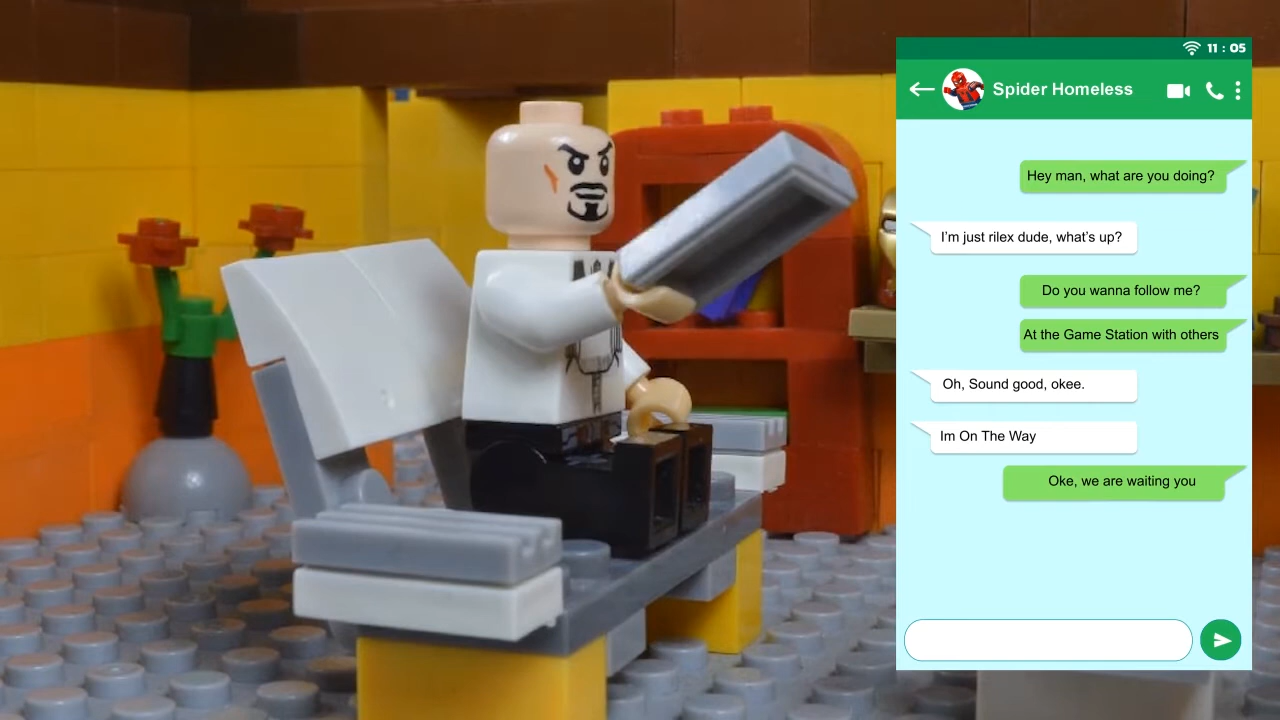 11 : 05
Spider Homeless
Hey man, what are you doing?
I'm just rilex dude, what's up?
Do you wanna follow me?
At the Game Station with others
Oh, Sound good, okee.
Im On The Way
Oke, we are waiting you